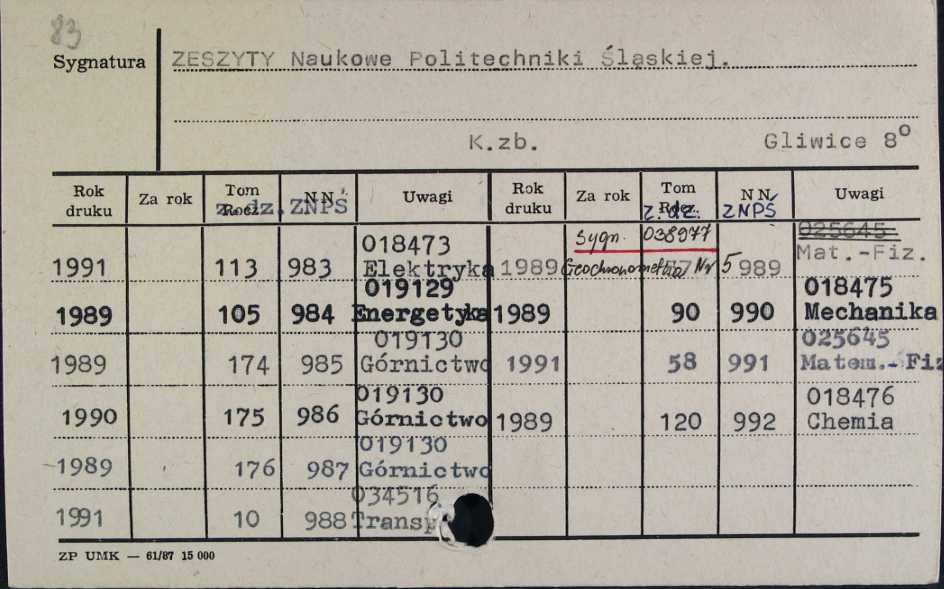 83
Sygnatura
ZESZYTY Naukowe Politechniki Śląskiej.
K.zb. Gliwice 8°
Rok druku Za rok Tom Rocz. NN Uwagi Rok druku Za rok Tom Rocz. NN Uwagi
z.dz. ZNPŚ z.dz. ZNPŚ
018473 Sygn. 038977 025645
1991 113 983 Elektryka 1989 Geochronometria Nr 5 989 Mat.-Fiz.
019129 018475
1989 105 984 Energetyka 1989 90 990 Mechanika
019130 025645
1989 174 985 Górnictwo 1991 58 991 Matem.-Fiz
019130 018476
1990 175 986 Górnictwo 1989 120 992 Chemia
019130
1989 176 987 Górnictwo
034516
1991 10 988 Transp
ZP UMK — 61/87 15 000